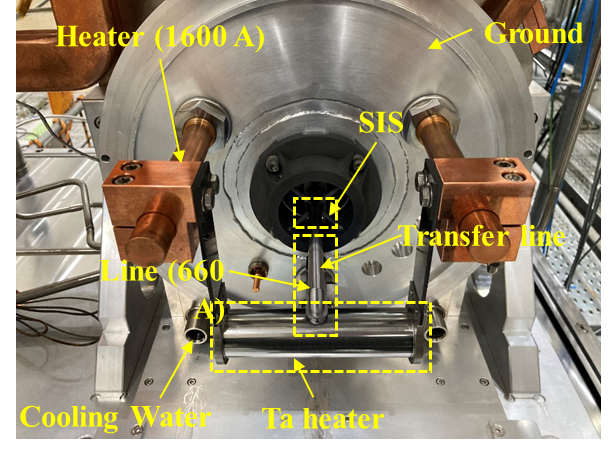 Heater (1600 A)
Ground
SIS
Transfer line
Line (660
A)
Cooling Water
Ta heater